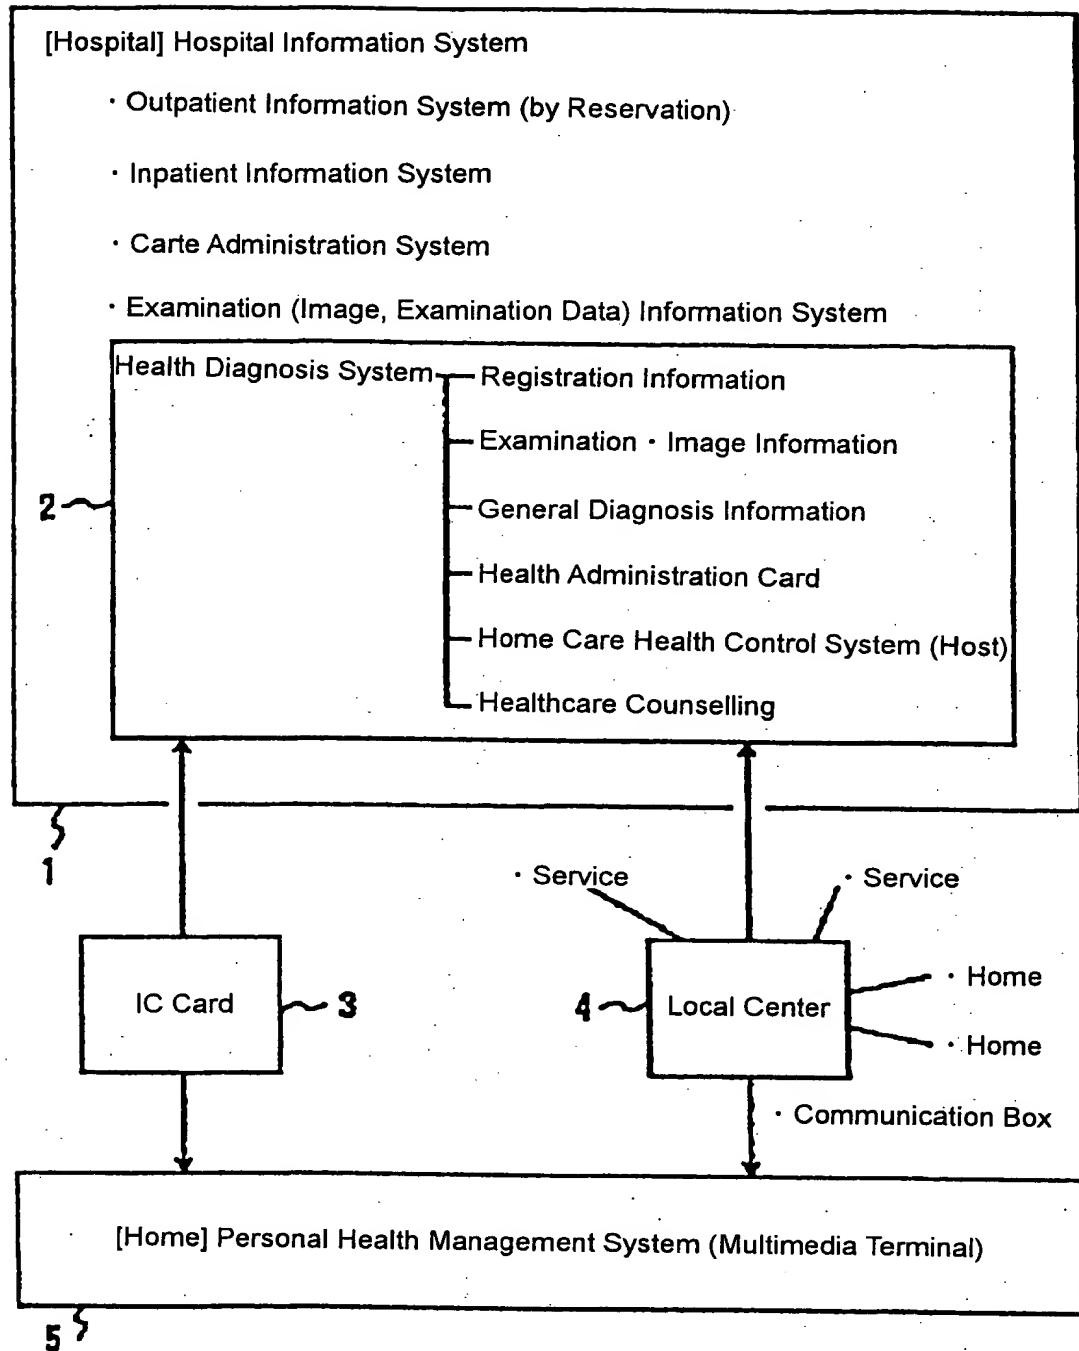 [Hospital] Hospital Information System
· Outpatient Information System (by Reservation)
· Inpatient Information System
· Carte Administration System
· Examination (Image, Examination Data) Information System
Health Diagnosis System
Registration Information
Examination · Image Information
2
General Diagnosis Information
Health Administration Card
Home Care Health Control System (Host)
Healthcare Counselling
1
· Service
· Service
IC Card
3
4
Local Center
· Home
· Home
· Communication Box
[Home] Personal Health Management System (Multimedia Terminal)
5